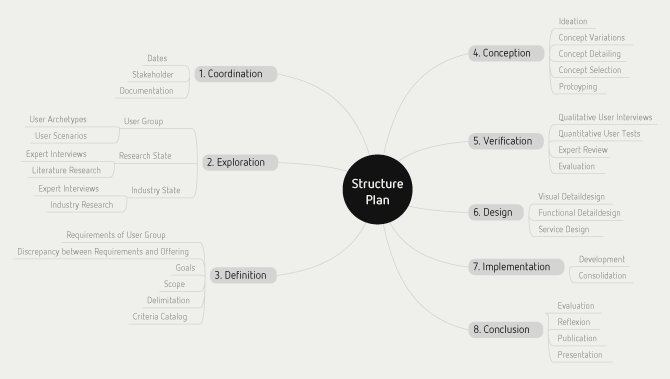 Structure
Plan
1. Coordination
Dates
Stakeholder
Documentation
2. Exploration
User Group
User Archetypes
User Scenarios
Research State
Expert Interviews
Literature Research
Industry State
Expert Interviews
Industry Research
3. Definition
Requirements of User Group
Discrepancy between Requirements and Offering
Goals
Scope
Delimitation
Criteria Catalog
4. Conception
Ideation
Concept Variations
Concept Detailing
Concept Selection
Protoyping
5. Verification
Qualitative User Interviews
Quantitative User Tests
Expert Review
Evaluation
6. Design
Visual Detaildesign
Functional Detaildesign
Service Design
7. Implementation
Development
Consolidation
8. Conclusion
Evaluation
Reflexion
Publication
Presentation